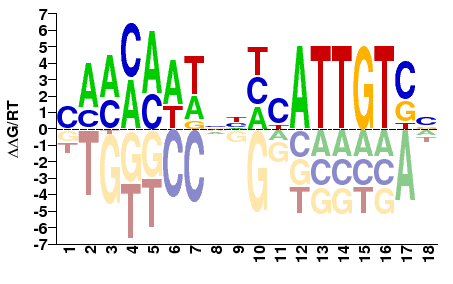 7
6
5
4
3
2
1
0
-1
-2
-3
-4
-5
-6
-7
ΔΔG/RT
C C C C A A T C T T C A T T G T C C
A A A A C T A G C A A G
G T G G G C C G G C A A A A A
T T T G C C C C
T G G T G
1 2 3 4 5 6 7 8 9 10 11 12 13 14 15 16 17 18